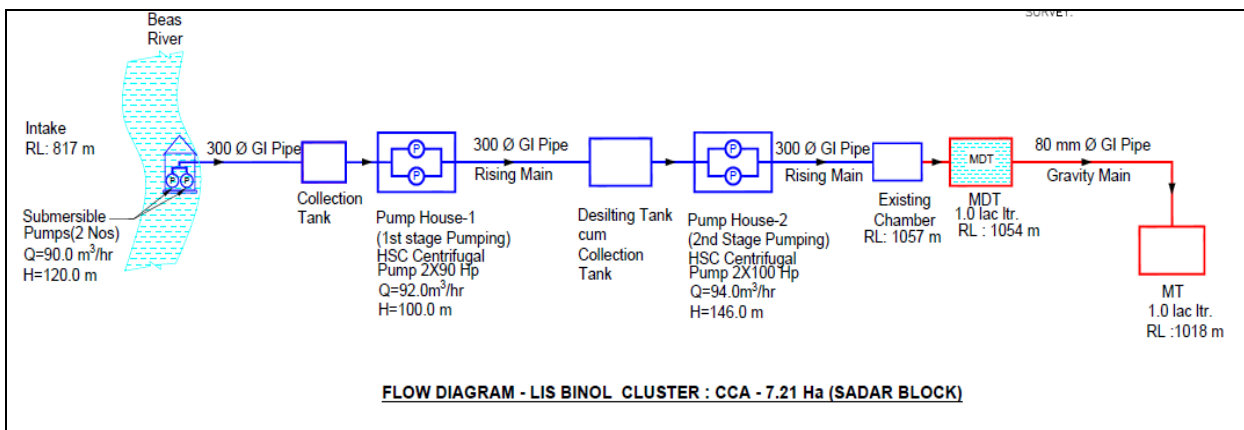 SURVEY.
Beas
River
Intake
RL: 817 m
Submersible
Pumps(2 Nos)
Q=90.0 m³/hr
H=120.0 m
P P
300 Ø GI Pipe
Collection
Tank
P
P
Pump House-1
(1st stage Pumping)
HSC Centrifugal
Pump 2X90 Hp
Q=92.0m³/hr
H=100.0 m
300 Ø GI Pipe
Rising Main
Desilting Tank
cum
Collection
Tank
P
P
Pump House-2
(2nd Stage Pumping)
HSC Centrifugal
Pump 2X100 Hp
Q=94.0m³/hr
H=146.0 m
300 Ø GI Pipe
Rising Main
Existing
Chamber
RL: 1057 m
MDT
MDT
1.0 lac ltr.
RL : 1054 m
80 mm Ø GI Pipe
Gravity Main
MT
1.0 lac ltr.
RL :1018 m
FLOW DIAGRAM - LIS BINOL CLUSTER : CCA - 7.21 Ha (SADAR BLOCK)